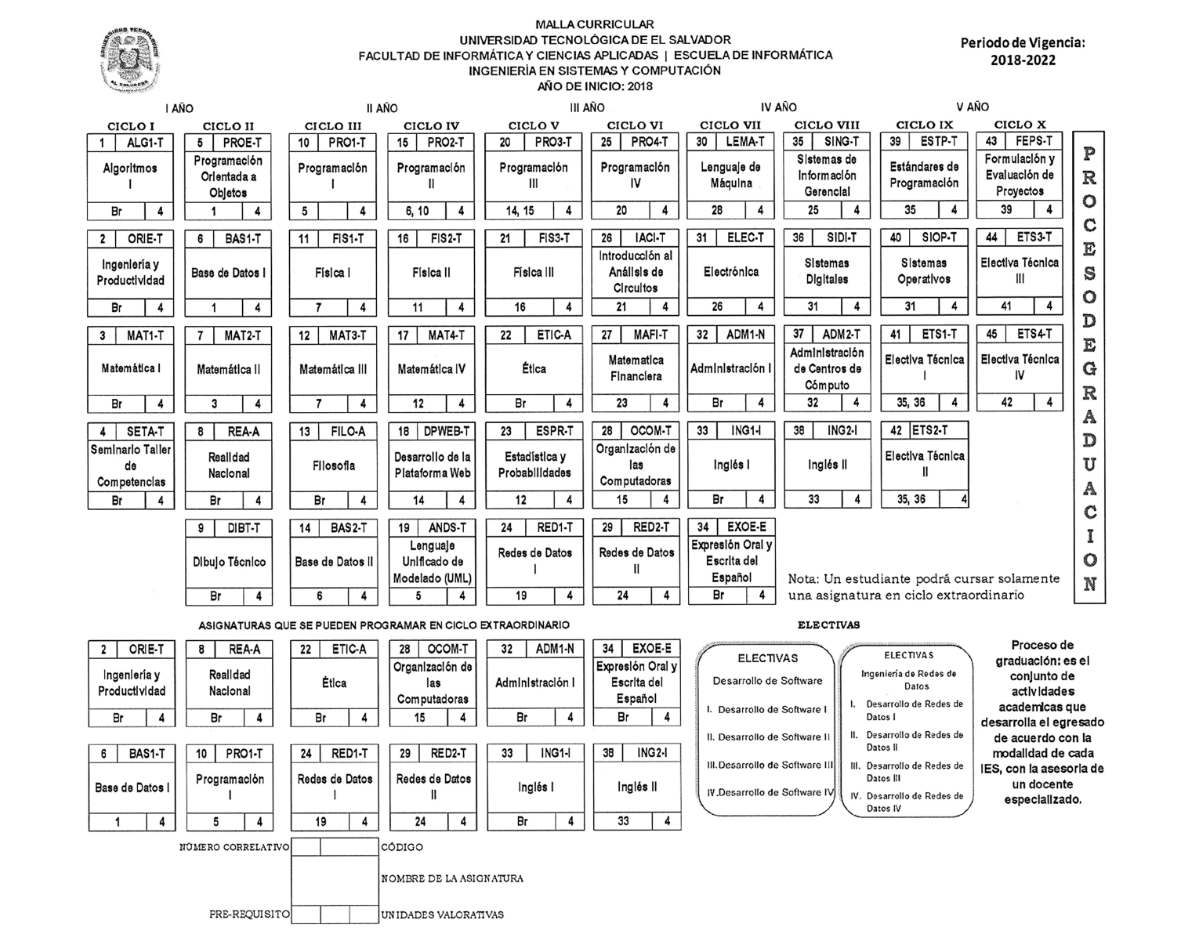 MALLA CURRICULAR
UNIVERSIDAD TECNOLÓGICA DE EL SALVADOR
FACULTAD DE INFORMÁTICA Y CIENCIAS APLICADAS | ESCUELA DE INFORMÁTICA
INGENIERÍA EN SISTEMAS Y COMPUTACIÓN
AÑO DE INICIO: 2018
Periodo de Vigencia:
2018-2022
I AÑO II AÑO III AÑO IV AÑO V AÑO
CICLO I CICLO II CICLO III CICLO IV CICLO V CICLO VI CICLO VII CICLO VIII CICLO IX CICLO X
1 ALG1-T
Algoritmos
I
Br 4
5 PROE-T
Programación
Orientada a
Objetos
1 4
10 PRO1-T
Programación
I
5 4
15 PRO2-T
Programación
II
6, 10 4
20 PRO3-T
Programación
III
14, 15 4
25 PRO4-T
Programación
IV
20 4
30 LEMA-T
Lenguaje de
Máquina
28 4
35 SING-T
Sistemas de
Información
Gerencial
25 4
39 ESTP-T
Estándares de
Programación
35 4
43 FEPS-T
Formulación y
Evaluación de
Proyectos
39 4
2 ORIE-T
Ingeniería y
Productividad
Br 4
6 BAS1-T
Base de Datos I
1 4
11 FIS1-T
Física I
7 4
16 FIS2-T
Física II
11 4
21 FIS3-T
Física III
16 4
26 IACI-T
Introducción al
Análisis de
Circuitos
21 4
31 ELEC-T
Electrónica
26 4
36 SIDI-T
Sistemas
Digitales
31 4
40 SIOP-T
Sistemas
Operativos
31 4
44 ETS3-T
Electiva Técnica
III
41 4
3 MAT1-T
Matemática I
Br 4
7 MAT2-T
Matemática II
3 4
12 MAT3-T
Matemática III
7 4
17 MAT4-T
Matemática IV
12 4
22 ETIC-A
Ética
Br 4
27 MAFI-T
Matematica
Financiera
23 4
32 ADM1-N
Administración I
Br 4
37 ADM2-T
Administración
de Centros de
Cómputo
32 4
41 ETS1-T
Electiva Técnica
I
35, 36 4
45 ETS4-T
Electiva Técnica
IV
42 4
4 SETA-T
Seminario Taller
de
Competencias
Br 4
8 REA-A
Realidad
Nacional
Br 4
13 FILO-A
Filosofía
Br 4
18 DPWEB-T
Desarrollo de la
Plataforma Web
14 4
23 ESPR-T
Estadística y
Probabilidades
12 4
28 OCOM-T
Organización de
las
Computadoras
15 4
33 ING1-I
Inglés I
Br 4
38 ING2-I
Inglés II
33 4
42 ETS2-T
Electiva Técnica
II
35, 36 4
9 DIBT-T
Dibujo Técnico
Br 4
14 BAS2-T
Base de Datos II
6 4
19 ANDS-T
Lenguaje
Unificado de
Modelado (UML)
5 4
24 RED1-T
Redes de Datos
I
19 4
29 RED2-T
Redes de Datos
II
24 4
34 EXOE-E
Expresión Oral y
Escrita del
Español
Br 4
PROCESO DE GRADUACION
Nota: Un estudiante podrá cursar solamente
una asignatura en ciclo extraordinario
ASIGNATURAS QUE SE PUEDEN PROGRAMAR EN CICLO EXTRAORDINARIO
2 ORIE-T
Ingeniería y
Productividad
Br 4
8 REA-A
Realidad
Nacional
Br 4
22 ETIC-A
Ética
Br 4
28 OCOM-T
Organización de
las
Computadoras
15 4
32 ADM1-N
Administración I
Br 4
34 EXOE-E
Expresión Oral y
Escrita del
Español
Br 4
6 BAS1-T
Base de Datos I
1 4
10 PRO1-T
Programación
I
5 4
24 RED1-T
Redes de Datos
I
19 4
29 RED2-T
Redes de Datos
II
24 4
33 ING1-I
Inglés I
Br 4
38 ING2-I
Inglés II
33 4
ELECTIVAS
ELECTIVAS
Desarrollo de Software
I. Desarrollo de Software I
II. Desarrollo de Software II
III. Desarrollo de Software III
IV. Desarrollo de Software IV
ELECTIVAS
Ingeniería de Redes de
Datos
I. Desarrollo de Redes de
Datos I
II. Desarrollo de Redes de
Datos II
III. Desarrollo de Redes de
Datos III
IV. Desarrollo de Redes de
Datos IV
Proceso de
graduación: es el
conjunto de
actividades
academicas que
desarrolla el egresado
de acuerdo con la
modalidad de cada
IES, con la asesoría de
un docente
especializado.
NÚMERO CORRELATIVO CÓDIGO
NOMBRE DE LA ASIGNATURA
PRE-REQUISITO UNIDADES VALORATIVAS